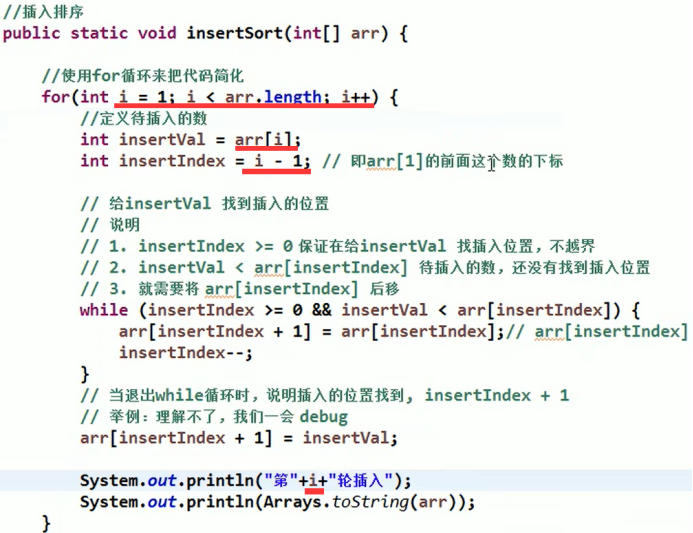 //插入排序
public static void insertSort(int[] arr) {
//使用for循环来把代码简化
for(int i = 1; i < arr.length; i++) {
//定义待插入的数
int insertVal = arr[i];
int insertIndex = i - 1; // 即arr[1]的前面这个数的下标
// 给insertVal 找到插入的位置
// 说明
// 1. insertIndex >= 0 保证在给insertVal 找插入位置，不越界
// 2. insertVal < arr[insertIndex] 待插入的数，还没有找到插入位置
// 3. 就需要将 arr[insertIndex] 后移
while (insertIndex >= 0 && insertVal < arr[insertIndex]) {
arr[insertIndex + 1] = arr[insertIndex];// arr[insertIndex]
insertIndex--;
}
// 当退出while循环时，说明插入的位置找到, insertIndex + 1
// 举例：理解不了，我们一会 debug
arr[insertIndex + 1] = insertVal;
System.out.println("第"+i+"轮插入");
System.out.println(Arrays.toString(arr));
}